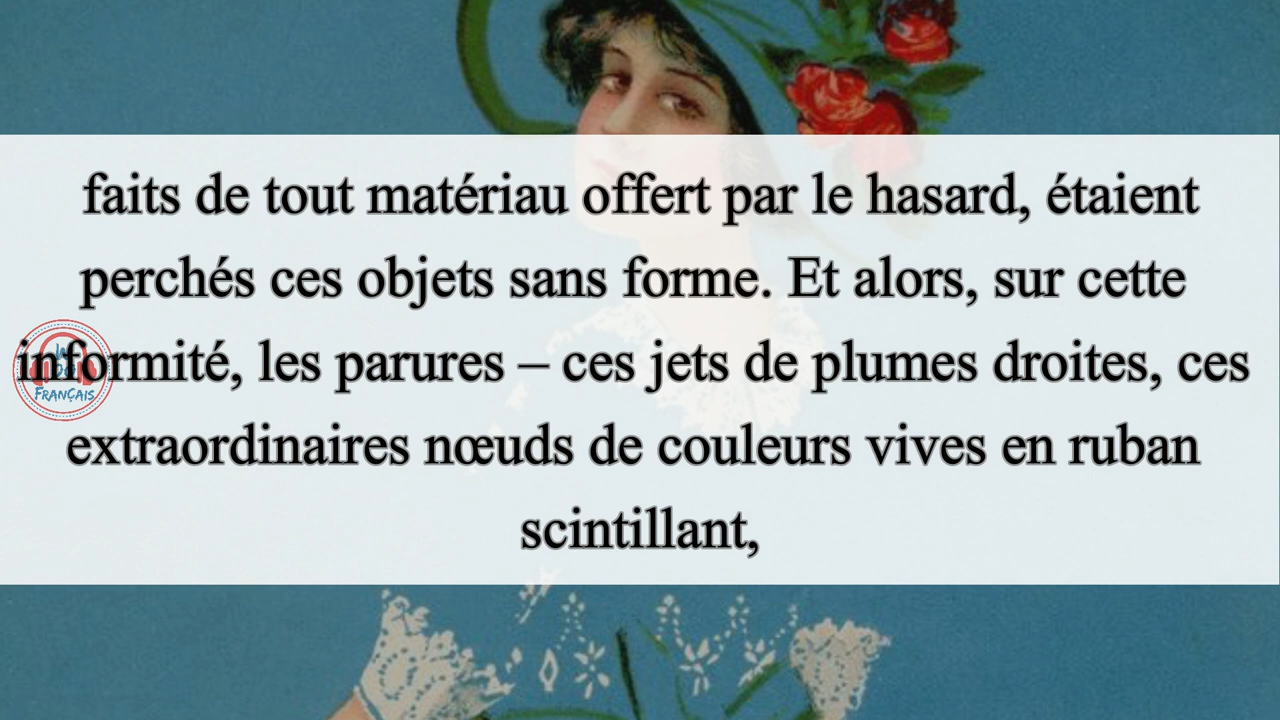 faits de tout matériau offert par le hasard, étaient
perchés ces objets sans forme. Et alors, sur cette
informité, les parures – ces jets de plumes droites, ces
extraordinaires nœuds de couleurs vives en ruban
scintillant,
FRANÇAIS